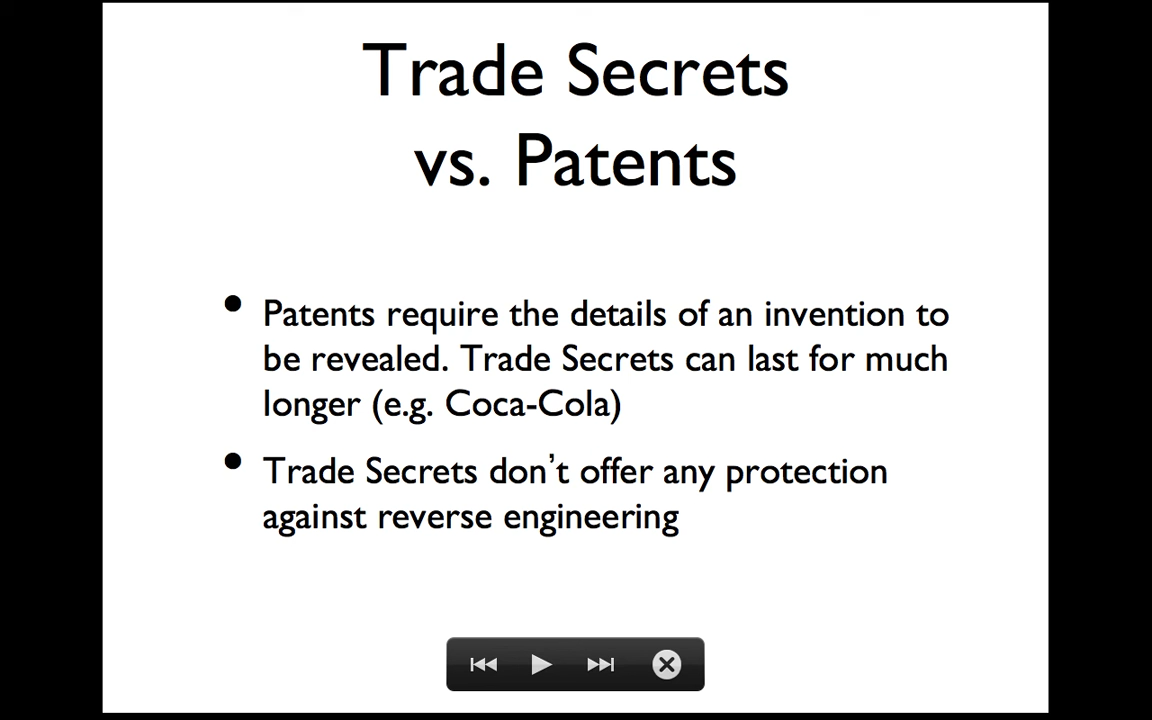 Trade Secrets
vs. Patents
• Patents require the details of an invention to
be revealed. Trade Secrets can last for much
longer (e.g. Coca-Cola)
• Trade Secrets don’t offer any protection
against reverse engineering